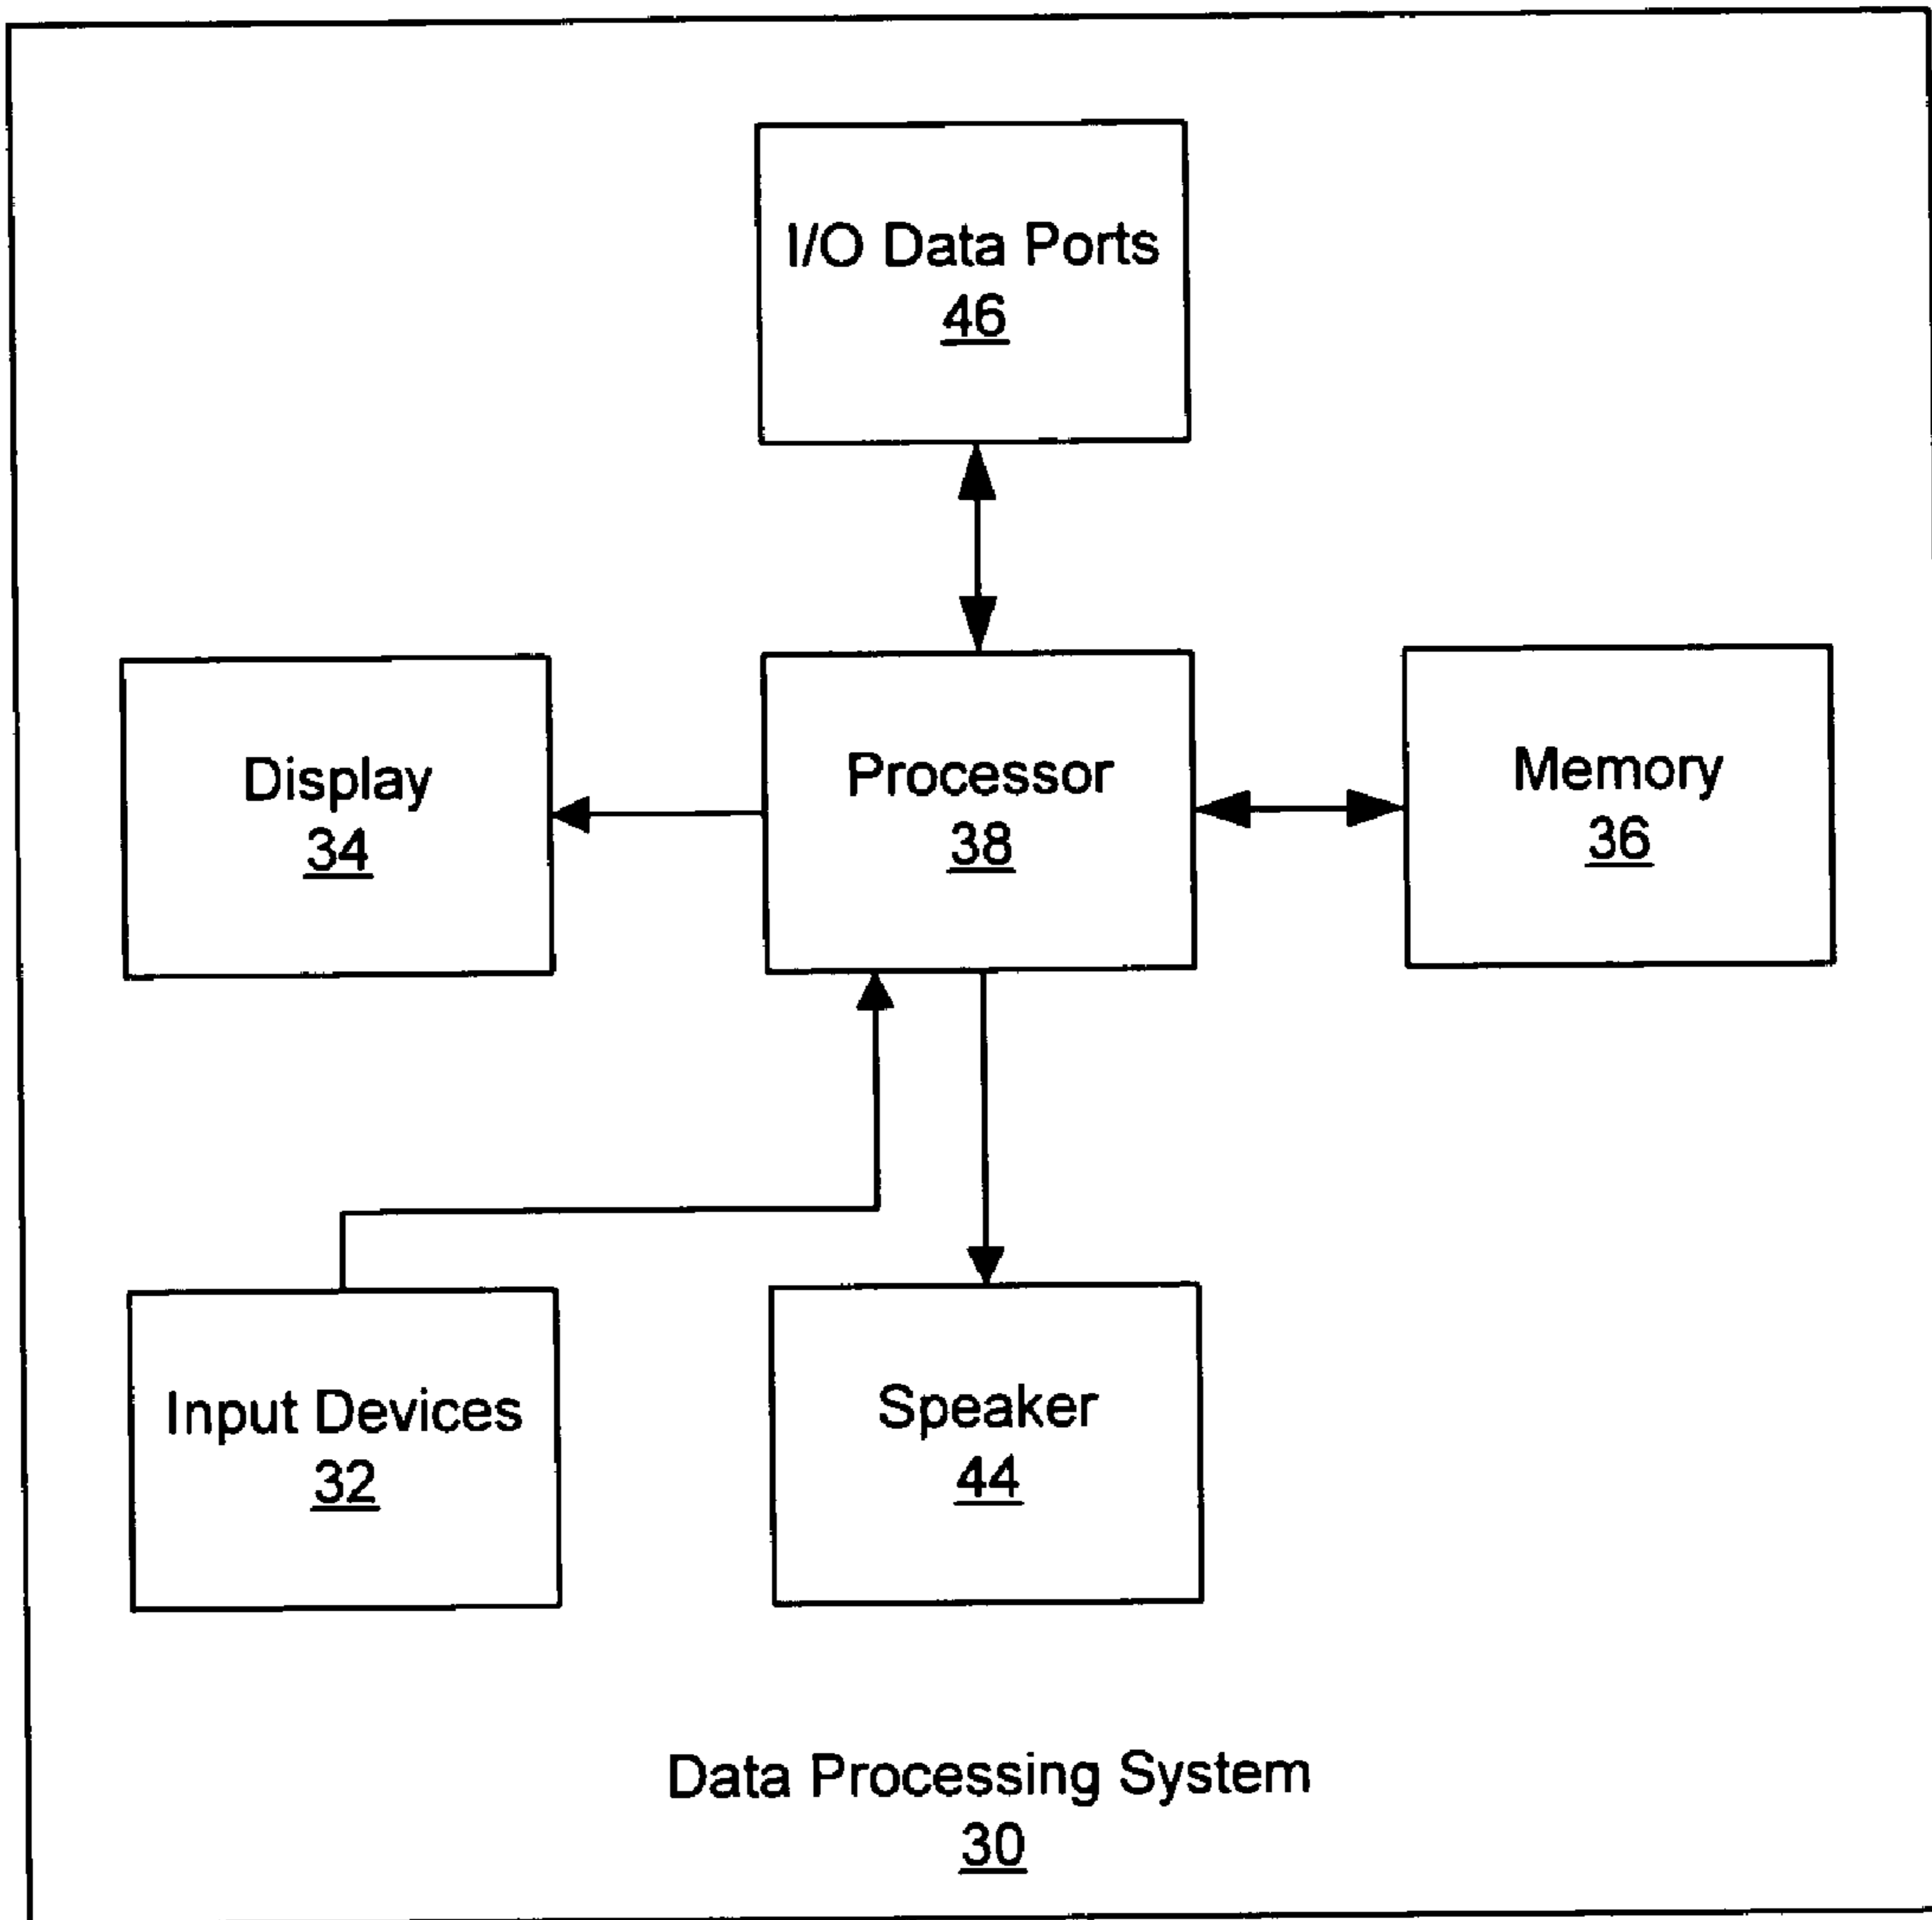 I/O Data Ports
46
Display
34
Processor
38
Memory
36
Input Devices
32
Speaker
44
Data Processing System
30